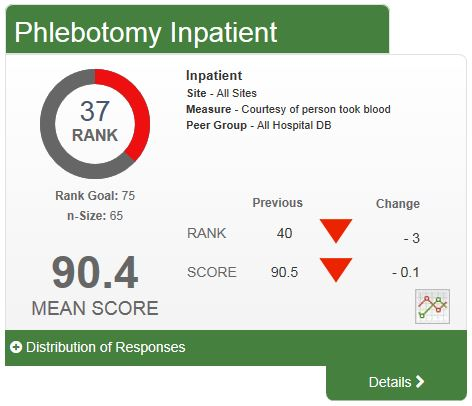 Phlebotomy Inpatient
37
RANK
Rank Goal: 75
n-Size: 65
90.4
MEAN SCORE
Inpatient
Site - All Sites
Measure - Courtesy of person took blood
Peer Group - All Hospital DB
Previous Change
RANK 40 - 3
SCORE 90.5 - 0.1
Distribution of Responses
Details